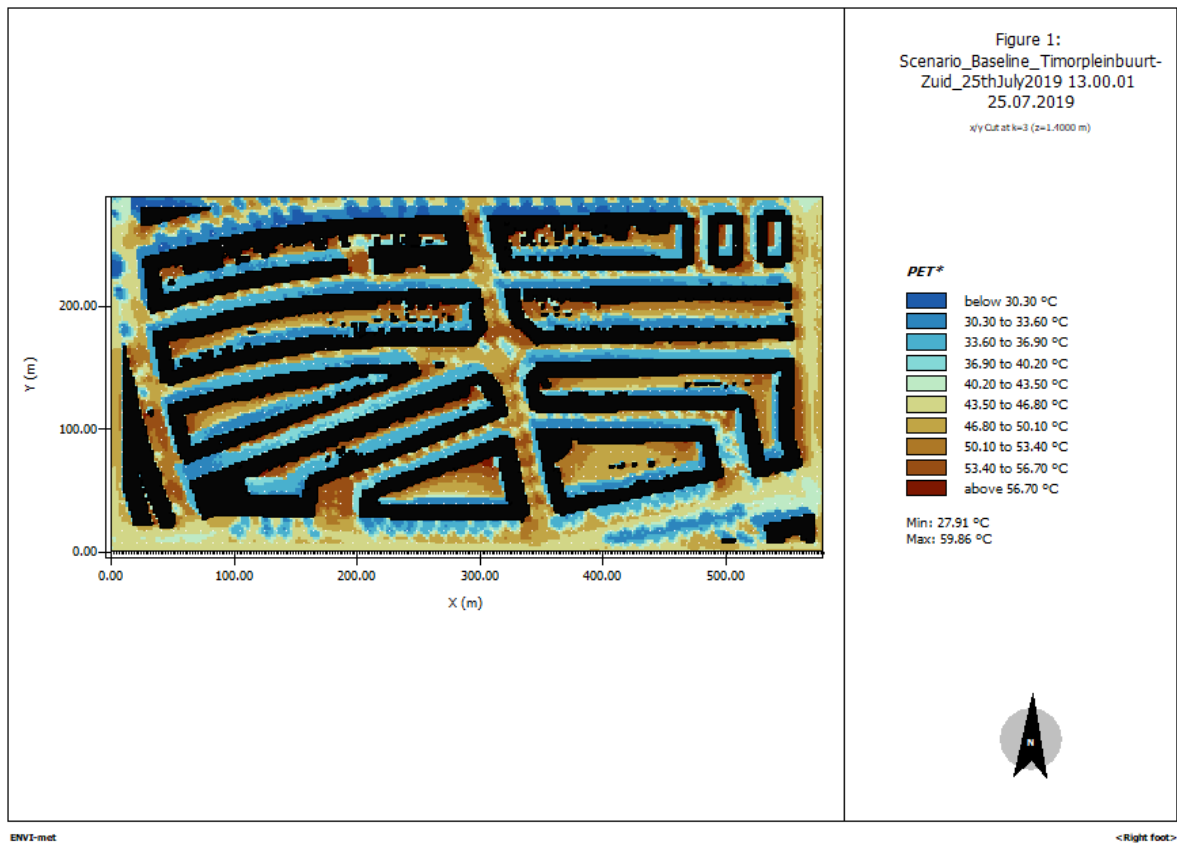 Figure 1:
Scenario_Baseline_Timorpleinbuurt-
Zuid_25thJuly2019 13.00.01
25.07.2019
x/y Cut at k=3 (z=1.4000 m)
200.00
100.00
0.00
Y (m)
0.00 100.00 200.00 300.00 400.00 500.00
X (m)
PET*
below 30.30 °C
30.30 to 33.60 °C
33.60 to 36.90 °C
36.90 to 40.20 °C
40.20 to 43.50 °C
43.50 to 46.80 °C
46.80 to 50.10 °C
50.10 to 53.40 °C
53.40 to 56.70 °C
above 56.70 °C
Min: 27.91 °C
Max: 59.86 °C
N
ENVI-met
<Right foot>